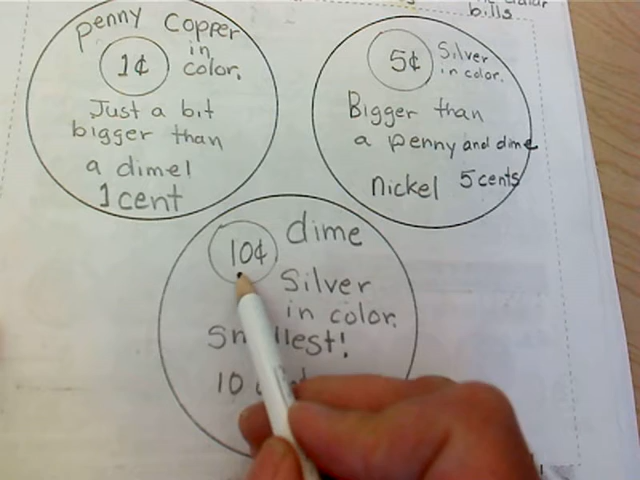 bills
penny Copper
1¢ in
color.
Just a bit
bigger than
a dime!
1 cent
5¢ Silver
in color.
Bigger than
a penny and dime
nickel 5 cents
10¢ dime
Silver
in color.
10